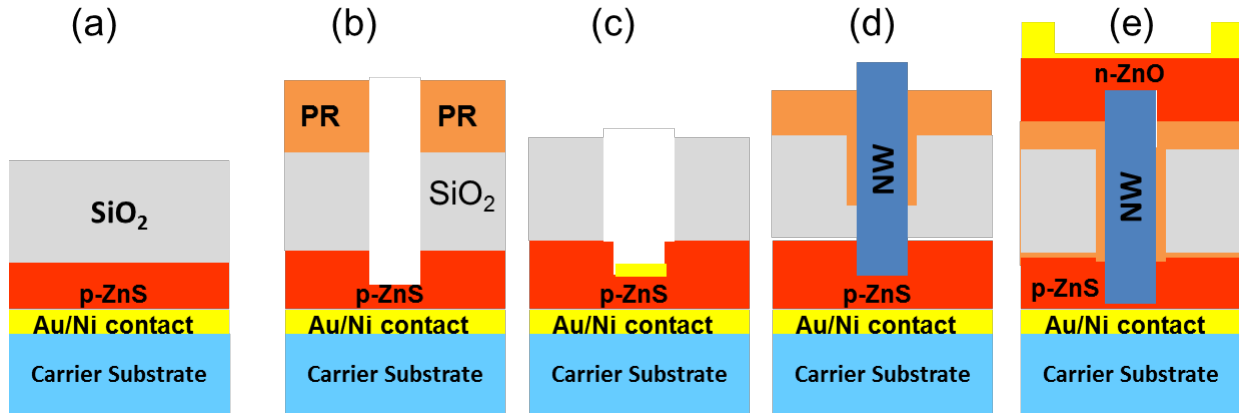 (a)
SiO₂
p-ZnS
Au/Ni contact
Carrier Substrate
(b)
PR PR
SiO₂
p-ZnS
Au/Ni contact
Carrier Substrate
(c)
p-ZnS
Au/Ni contact
Carrier Substrate
(d)
NW
p-ZnS
Au/Ni contact
Carrier Substrate
(e)
n-ZnO
NW
p-ZnS
Au/Ni contact
Carrier Substrate